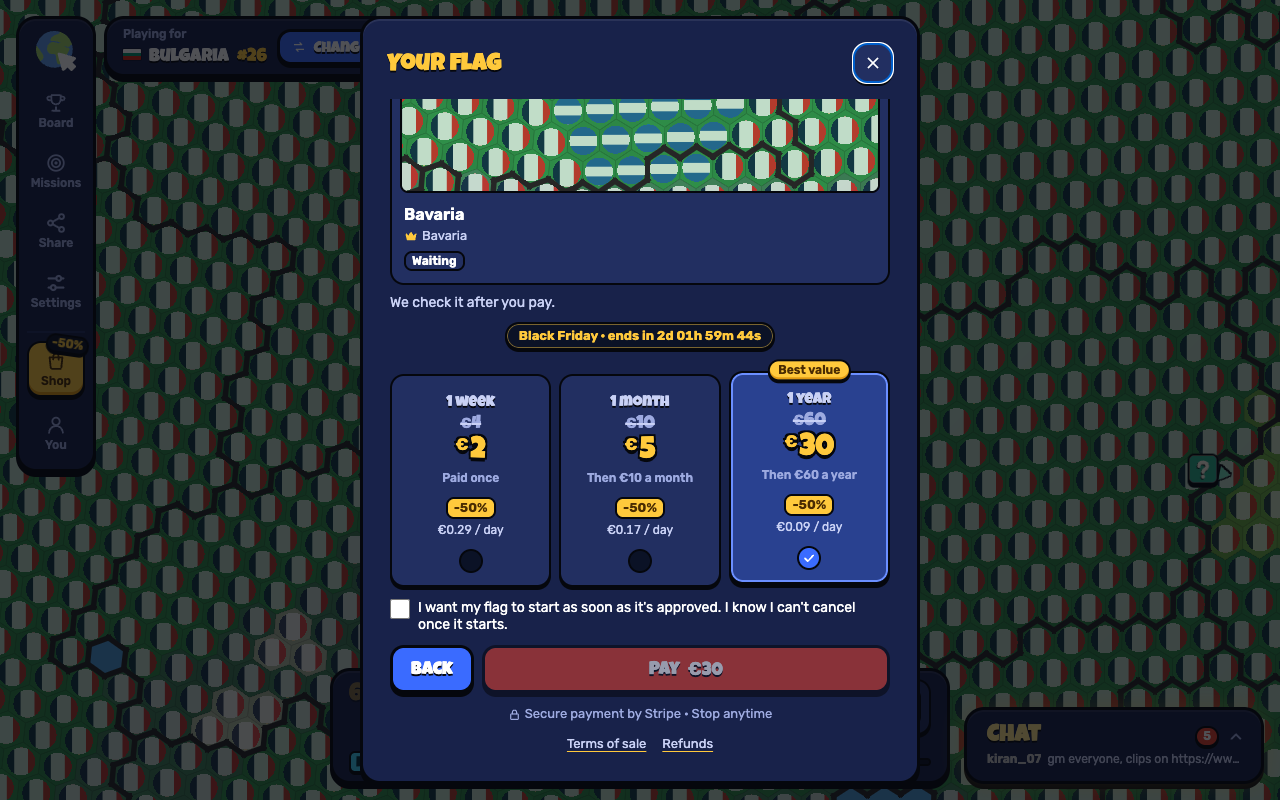 Playing for
BULGARIA #26
CHANG
Board
Missions
Share
Settings
-50%
Shop
You
YOUR FLAG
Bavaria
Bavaria
Waiting
We check it after you pay.
Black Friday • ends in 2d 01h 59m 44s
1 WEEK
€4
€2
Paid once
-50%
€0.29 / day
1 MONTH
€10
€5
Then €10 a month
-50%
€0.17 / day
Best value
1 YEAR
€60
€30
Then €60 a year
-50%
€0.09 / day
I want my flag to start as soon as it's approved. I know I can't cancel
once it starts.
BACK
PAY €30
Secure payment by Stripe • Stop anytime
Terms of sale Refunds
?
CHAT
5
kiran_07 gm everyone, clips on https://ww…